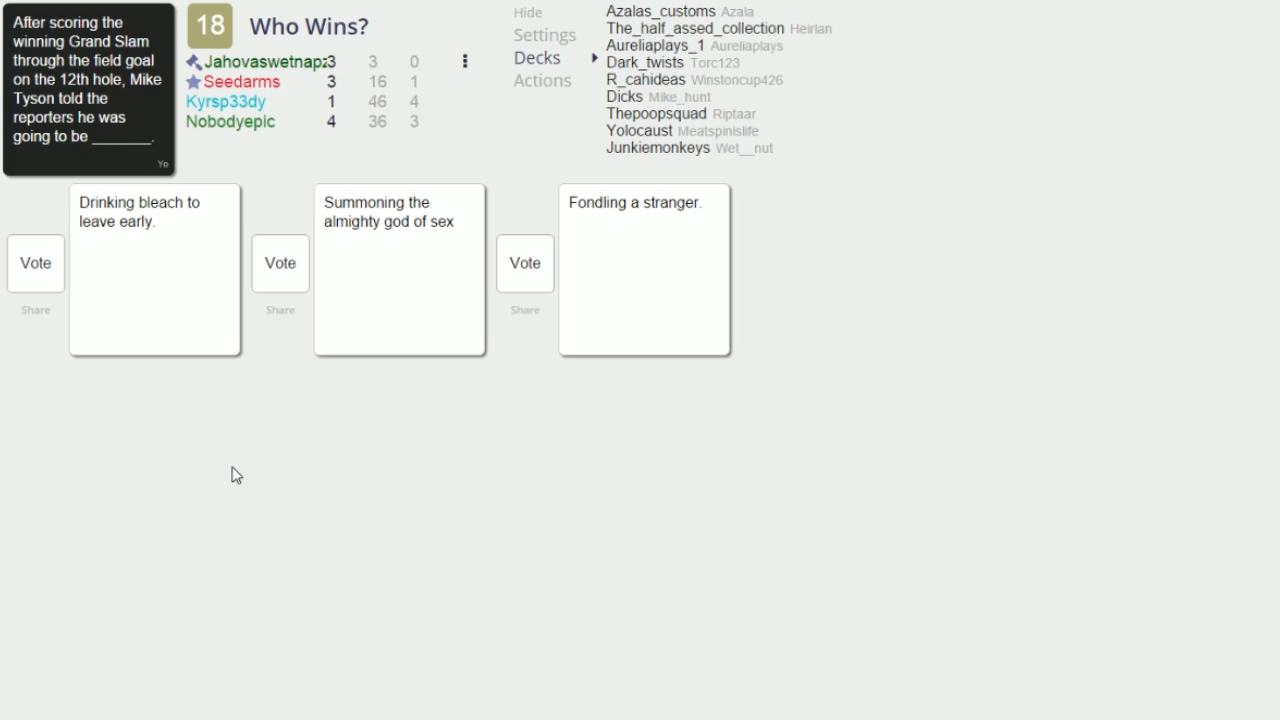 After scoring the
winning Grand Slam
through the field goal
on the 12th hole, Mike
Tyson told the
reporters he was
going to be _______.
Yo
18 Who Wins?
Jahovaswetnapz3 3 0
Seedarms 3 16 1
Kyrsp33dy 1 46 4
Nobodyepic 4 36 3
Hide
Settings
Decks
Actions
Azalas_customs Azala
The_half_assed_collection Heirlan
Aureliaplays_1 Aureliaplays
Dark_twists Torc123
R_cahideas Winstoncup426
Dicks Mike_hunt
Thepoopsquad Riptaar
Yolocaust Meatspinislife
Junkiemonkeys Wet__nut
Vote
Share
Drinking bleach to
leave early.
Vote
Share
Summoning the
almighty god of sex
Vote
Share
Fondling a stranger.